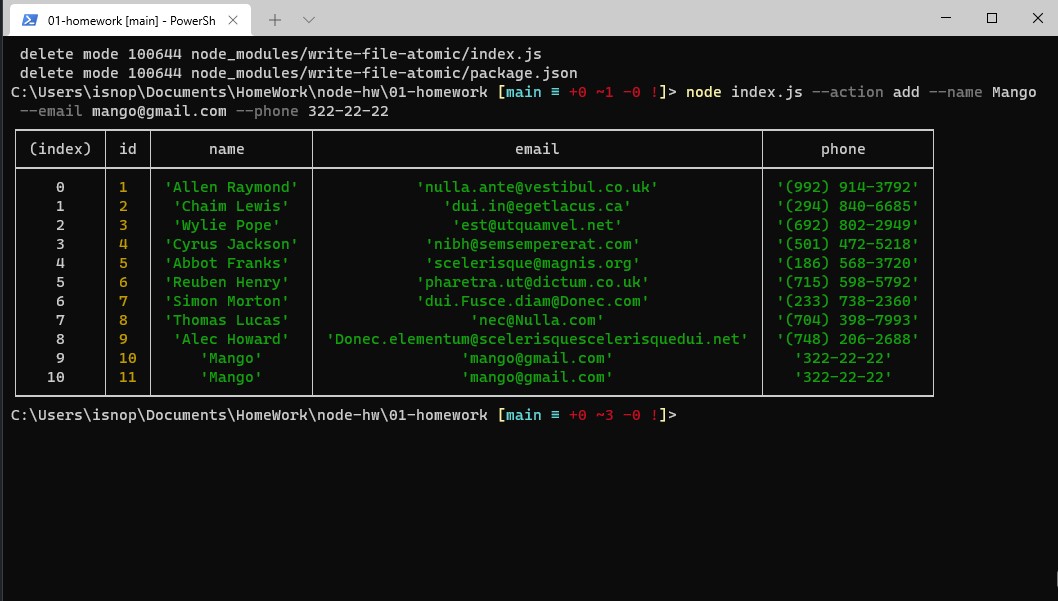 01-homework [main] - PowerSh
delete mode 100644 node_modules/write-file-atomic/index.js
delete mode 100644 node_modules/write-file-atomic/package.json
C:\Users\isnop\Documents\HomeWork\node-hw\01-homework [main ≡ +0 ~1 -0 !]> node index.js --action add --name Mango
--email mango@gmail.com --phone 322-22-22
(index) id name email phone
0 1 'Allen Raymond' 'nulla.ante@vestibul.co.uk' '(992) 914-3792'
1 2 'Chaim Lewis' 'dui.in@egetlacus.ca' '(294) 840-6685'
2 3 'Wylie Pope' 'est@utquamvel.net' '(692) 802-2949'
3 4 'Cyrus Jackson' 'nibh@semsempererat.com' '(501) 472-5218'
4 5 'Abbot Franks' 'scelerisque@magnis.org' '(186) 568-3720'
5 6 'Reuben Henry' 'pharetra.ut@dictum.co.uk' '(715) 598-5792'
6 7 'Simon Morton' 'dui.Fusce.diam@Donec.com' '(233) 738-2360'
7 8 'Thomas Lucas' 'nec@Nulla.com' '(704) 398-7993'
8 9 'Alec Howard' 'Donec.elementum@scelerisquescelerisquedui.net' '(748) 206-2688'
9 10 'Mango' 'mango@gmail.com' '322-22-22'
10 11 'Mango' 'mango@gmail.com' '322-22-22'
C:\Users\isnop\Documents\HomeWork\node-hw\01-homework [main ≡ +0 ~3 -0 !]>